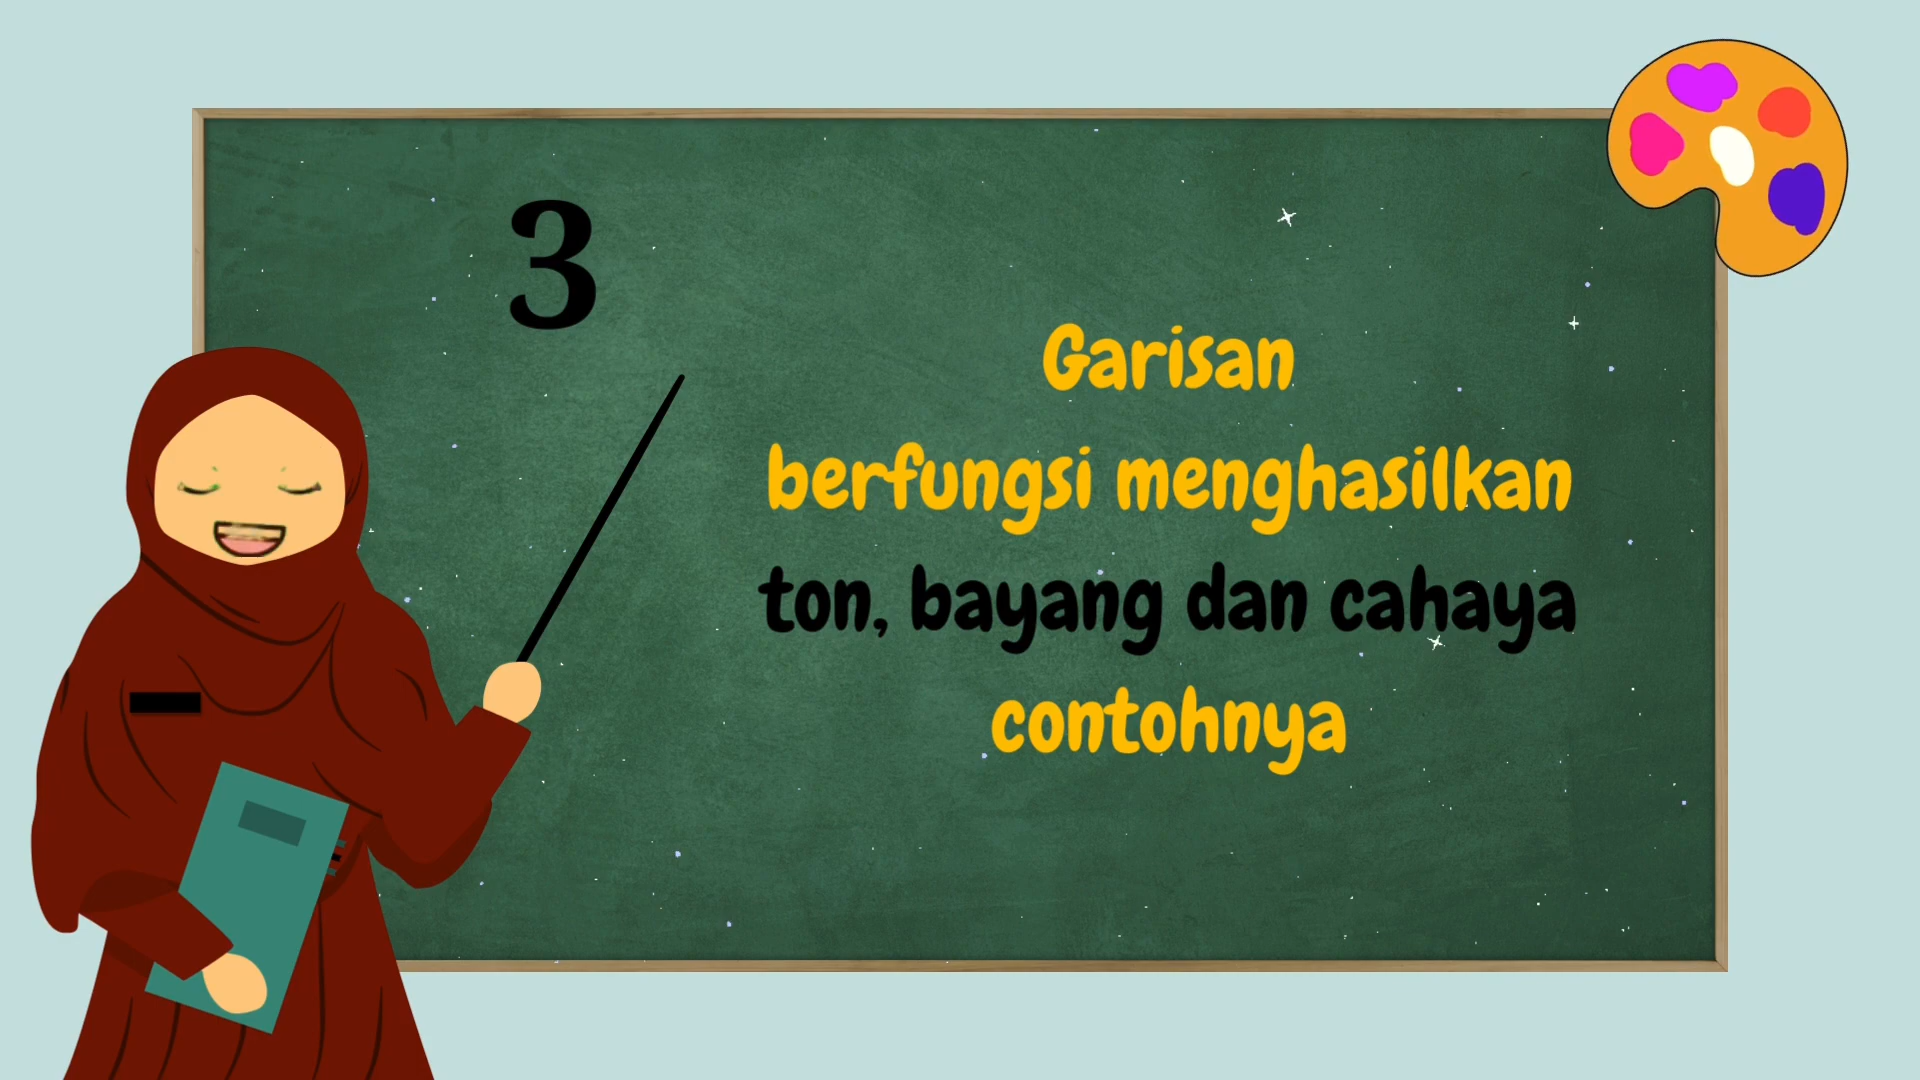 3
Garisan
berfungsi menghasilkan
ton, bayang dan cahaya
contohnya